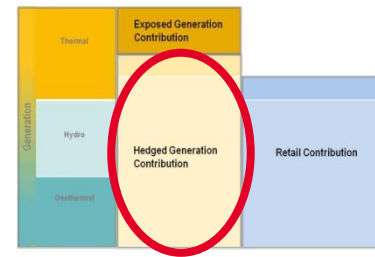 Generation
Thermal
Hydro
Geothermal
Exposed Generation
Contribution
Hedged Generation
Contribution
Retail Contribution